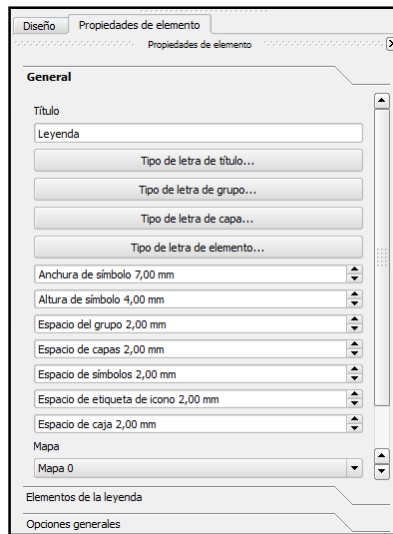 Diseño Propiedades de elemento
Propiedades de elemento
General
Título
Leyenda
Tipo de letra de título...
Tipo de letra de grupo...
Tipo de letra de capa...
Tipo de letra de elemento...
Anchura de símbolo 7,00 mm
Altura de símbolo 4,00 mm
Espacio del grupo 2,00 mm
Espacio de capas 2,00 mm
Espacio de símbolos 2,00 mm
Espacio de etiqueta de icono 2,00 mm
Espacio de caja 2,00 mm
Mapa
Mapa 0
Elementos de la leyenda
Opciones generales